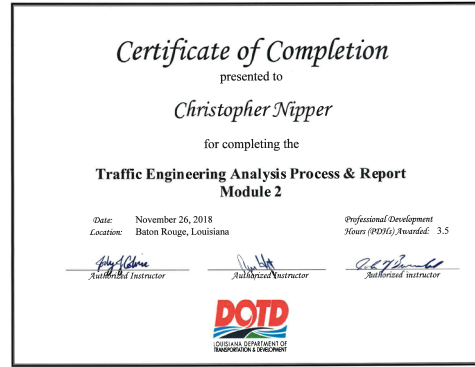 Certificate of Completion
presented to
Christopher Nipper
for completing the
Traffic Engineering Analysis Process & Report
Module 2
Date: November 26, 2018
Location: Baton Rouge, Louisiana
Professional Development
Hours (PDHs) Awarded: 3.5
Authorized Instructor
Authorized Instructor
Authorized instructor
DOTD
LOUISIANA DEPARTMENT OF
TRANSPORTATION & DEVELOPMENT